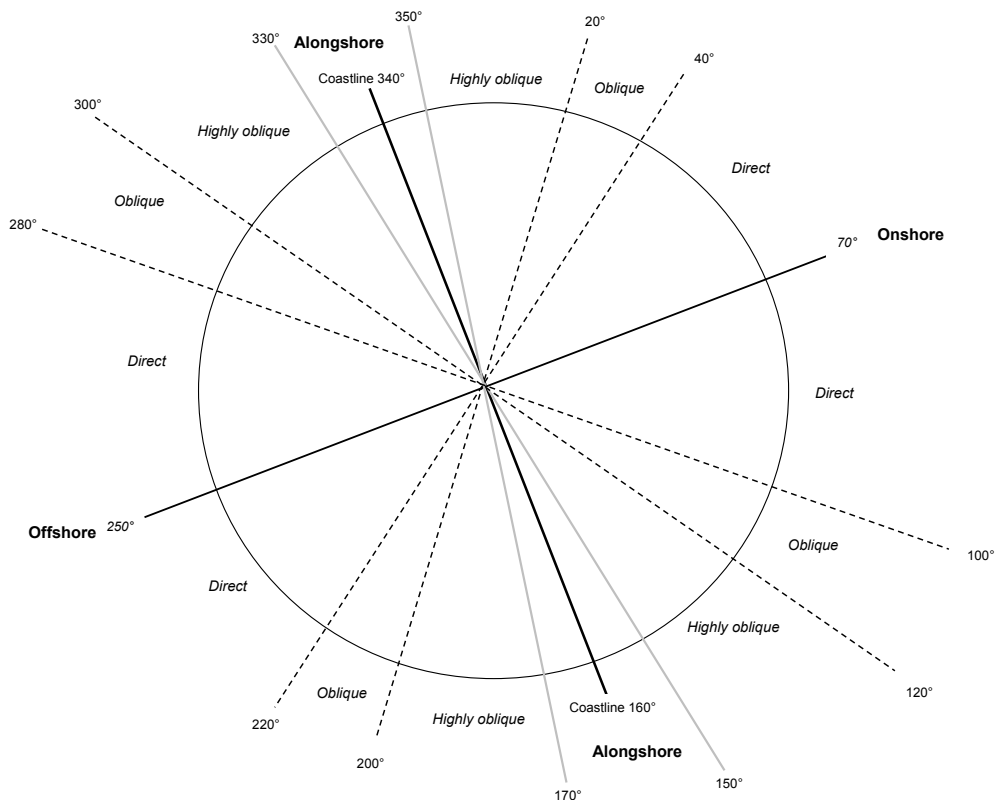 350°
20°
330°
Alongshore
40°
Coastline 340°
Highly oblique
Oblique
300°
Highly oblique
Direct
Oblique
280°
70°
Onshore
Direct
Direct
Offshore
250°
Oblique
100°
Direct
Highly oblique
Oblique
120°
Coastline 160°
220°
Highly oblique
Alongshore
200°
150°
170°